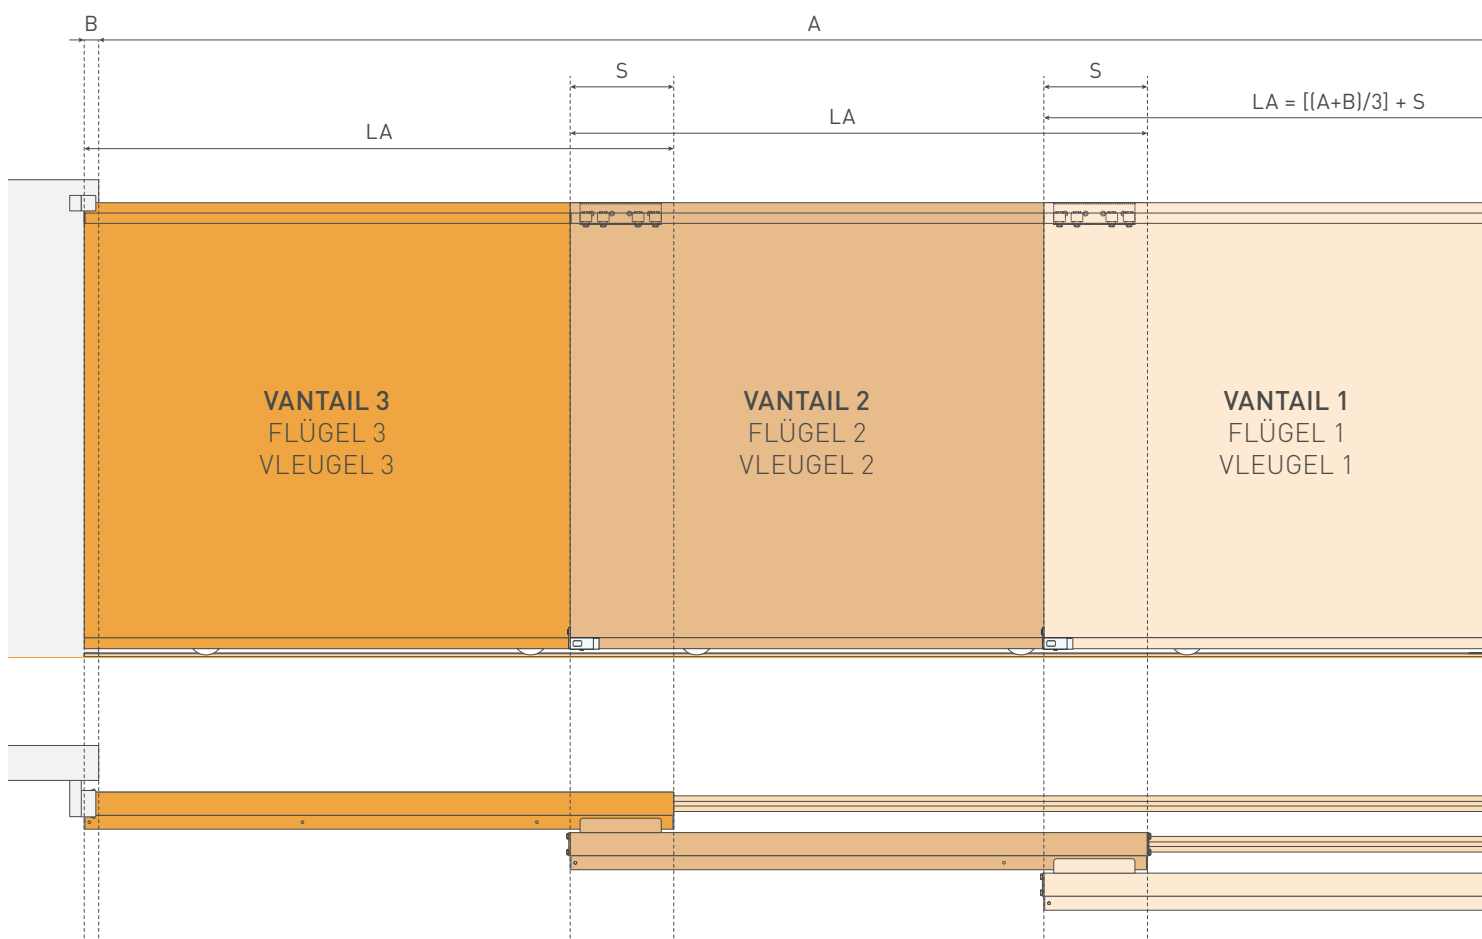 B
A
S
S
LA = [(A+B)/3] + S
LA
LA
VANTAIL 3
FLÜGEL 3
VLEUGEL 3
VANTAIL 2
FLÜGEL 2
VLEUGEL 2
VANTAIL 1
FLÜGEL 1
VLEUGEL 1